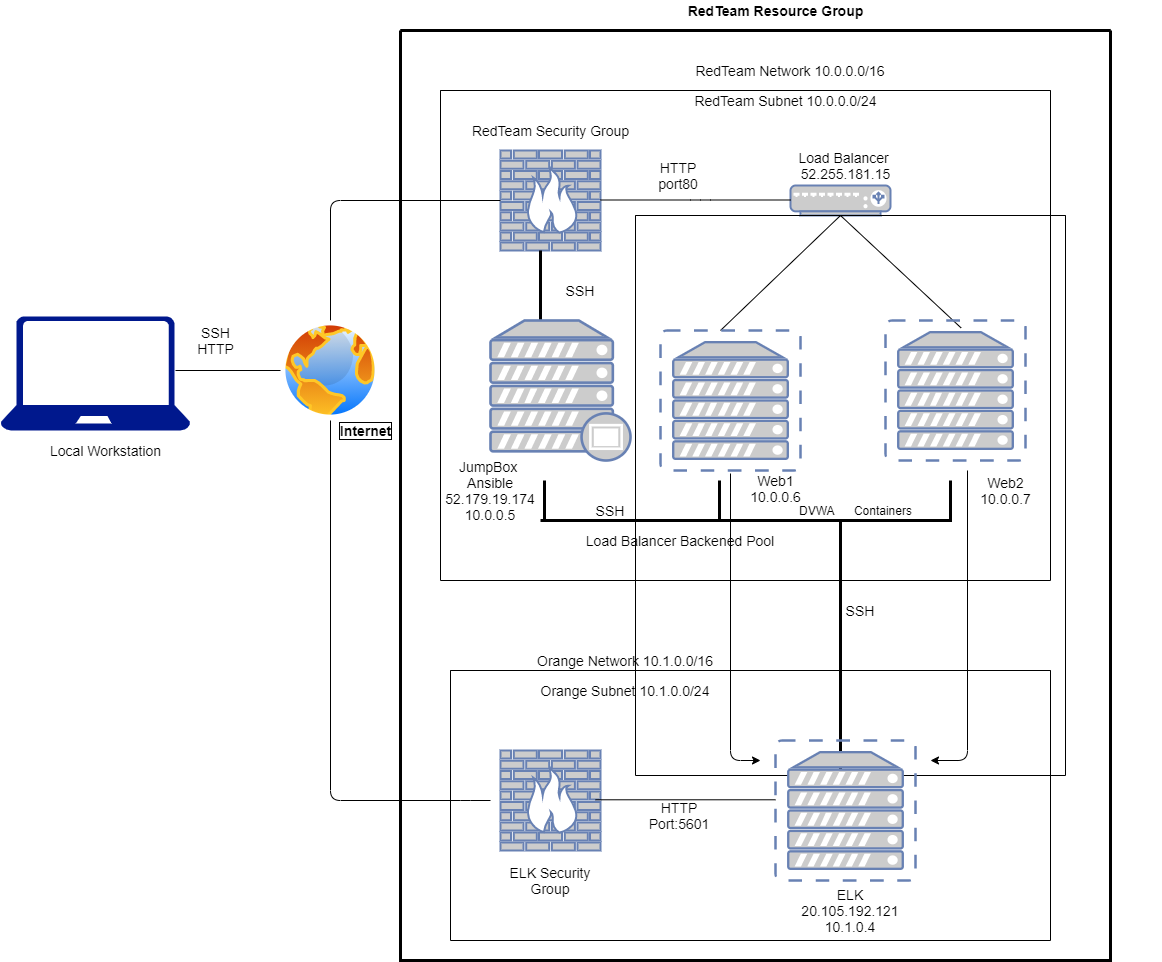 RedTeam Resource Group
RedTeam Network 10.0.0.0/16
RedTeam Subnet 10.0.0.0/24
RedTeam Security Group
HTTP
port80
Load Balancer
52.255.181.15
SSH
SSH
HTTP
Internet
Local Workstation
JumpBox
Ansible
52.179.19.174
10.0.0.5
Web1
10.0.0.6
Web2
10.0.0.7
SSH
DVWA Containers
Load Balancer Backened Pool
SSH
Orange Network 10.1.0.0/16
Orange Subnet 10.1.0.0/24
HTTP
Port:5601
ELK Security
Group
ELK
20.105.192.121
10.1.0.4